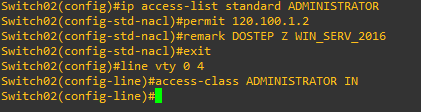 Switch02(config)#ip access-list standard ADMINISTRATOR
Switch02(config-std-nacl)#permit 120.100.1.2
Switch02(config-std-nacl)#remark DOSTEP Z WIN_SERV_2016
Switch02(config-std-nacl)#exit
Switch02(config)#line vty 0 4
Switch02(config-line)#access-class ADMINISTRATOR IN
Switch02(config-line)#